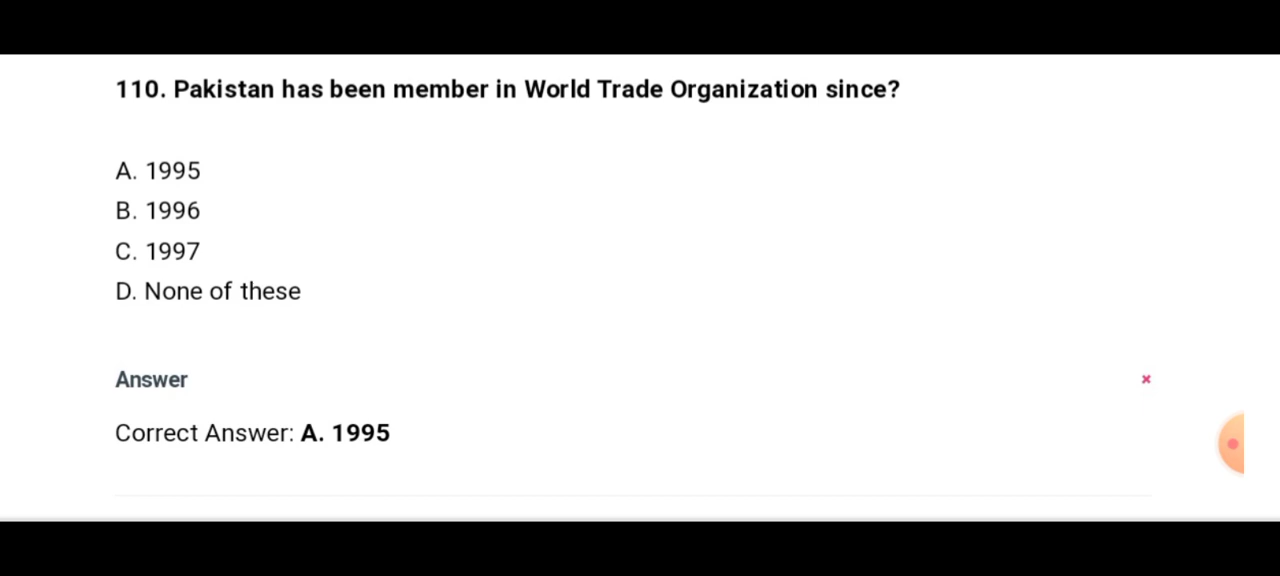 110. Pakistan has been member in World Trade Organization since?
A. 1995
B. 1996
C. 1997
D. None of these
Answer
Correct Answer: A. 1995